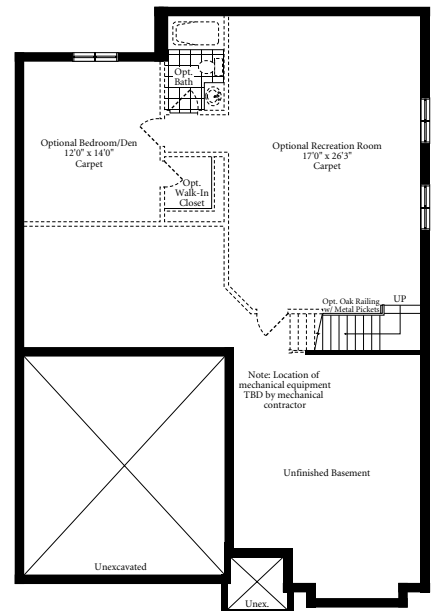 Opt.
Bath
Optional Bedroom/Den
12'0" x 14'0"
Carpet
Optional Recreation Room
17'0" x 26'3"
Carpet
Opt.
Walk-In
Closet
Opt. Oak Railing
w/ Metal Pickets
UP
Note: Location of
mechanical equipment
TBD by mechanical
contractor
Unfinished Basement
Unexcavated
Unex.